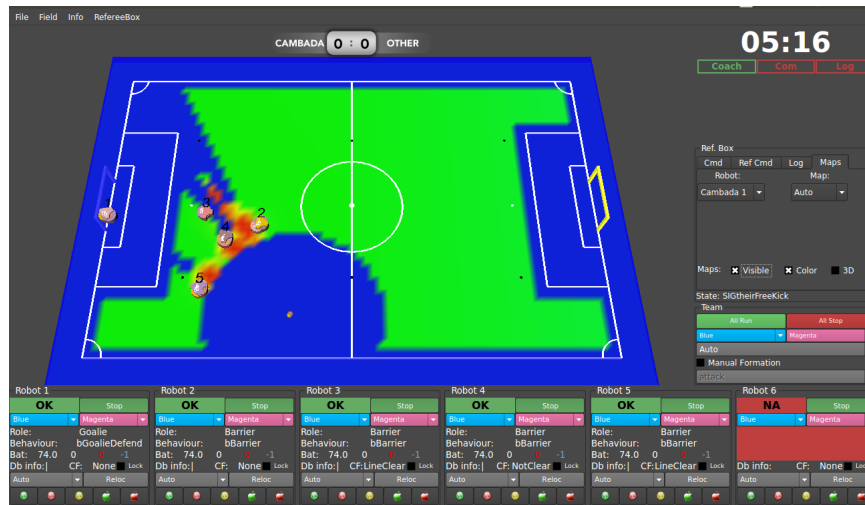 File Field Info RefereeBox
CAMBADA 0 : 0 OTHER
05:16
Coach Com Log
Ref. Box
Cmd Ref Cmd Log Maps
Robot: Map:
Cambada 1 Auto
Maps: Visible Color 3D
State: SIGtheirFreeKick
Team
All Run All Stop
Blue Magenta
Auto
Manual Formation
attack
3
2
4
5
Robot 1 Robot 2 Robot 3 Robot 4 Robot 5 Robot 6
OK Stop OK Stop OK Stop OK Stop OK Stop NA Stop
Blue Magenta Blue Magenta Blue Magenta Blue Magenta Blue Magenta Blue Magenta
Role: Goalie Role: Barrier Role: Barrier Role: Barrier Role: Barrier
Behaviour: bGoalieDefend Behaviour: bBarrier Behaviour: bBarrier Behaviour: bBarrier Behaviour: bBarrier
Bat: 74.0 0 0 -1 Bat: 74.0 0 0 -1 Bat: 74.0 0 0 -1 Bat: 74.0 0 0 -1 Bat: 74.0 0 0 -1
Db info:| CF: None Lock Db info:| CF: None Lock Db info:| CF:LineClear Lock Db info:| CF:NotClear Lock Db info:| CF:LineClear Lock Db info: CF: None Lock
Auto Reloc Auto Reloc Auto Reloc Auto Reloc Auto Reloc Auto Reloc